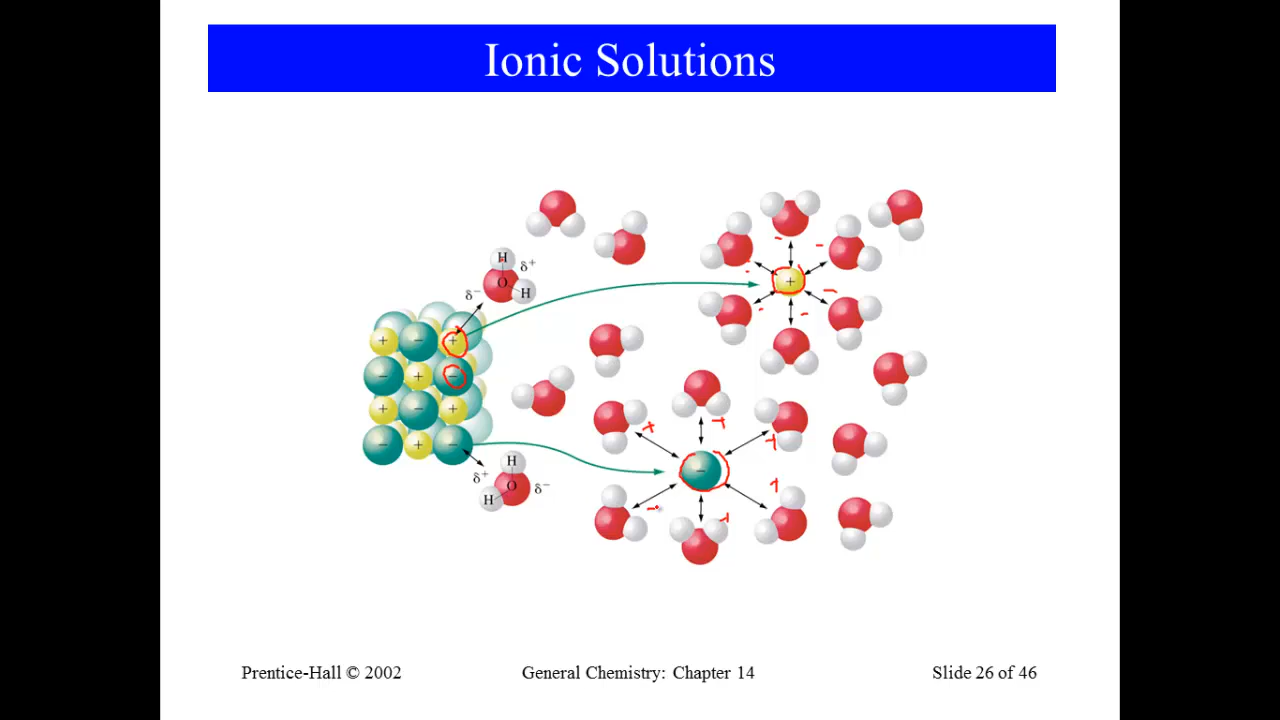 Ionic Solutions
H
δ+
O
H
δ−
+
−
+
+
−
+
−
−
+
−
+
−
+
−
+
−
H
δ+
O
δ−
H
Prentice-Hall © 2002
General Chemistry: Chapter 14
Slide 26 of 46